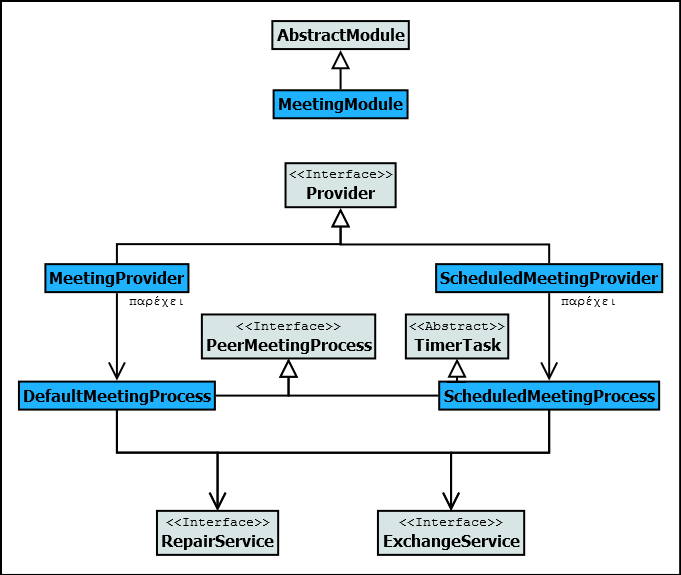 AbstractModule
MeetingModule
<<Interface>>
Provider
MeetingProvider
ScheduledMeetingProvider
παρέχει
παρέχει
<<Interface>>
PeerMeetingProcess
<<Abstract>>
TimerTask
DefaultMeetingProcess
ScheduledMeetingProcess
<<Interface>>
RepairService
<<Interface>>
ExchangeService